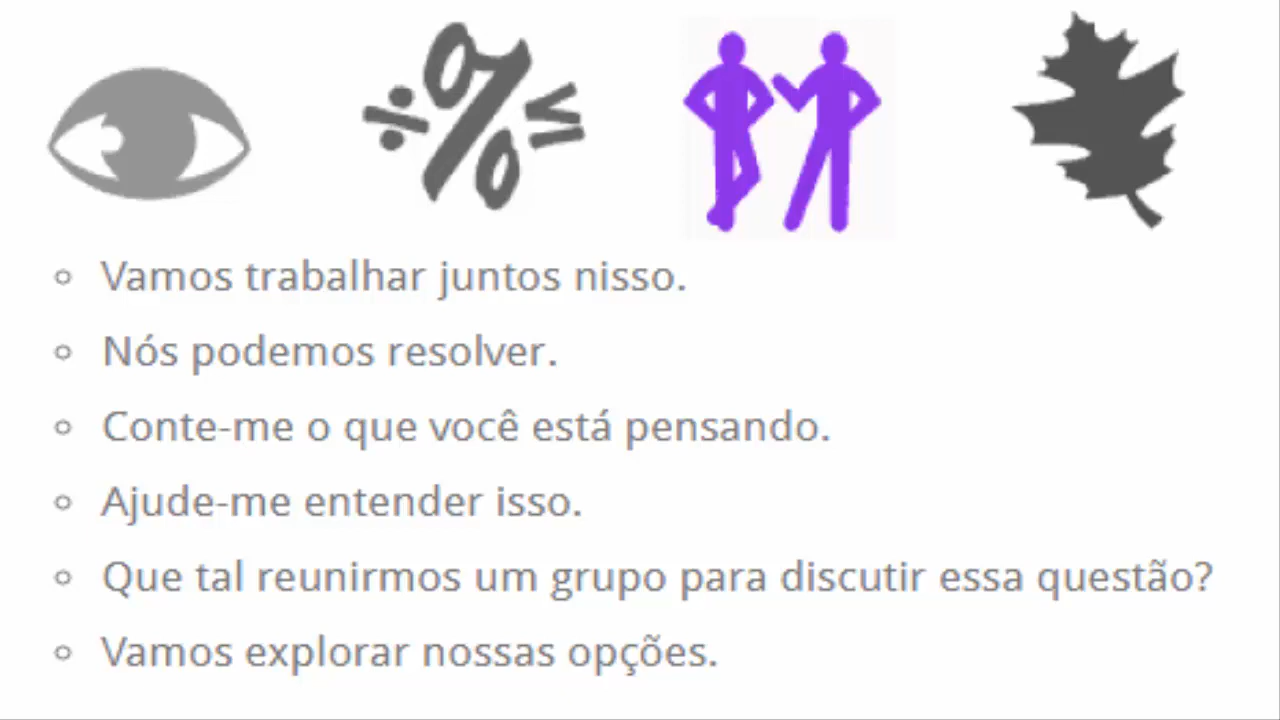 ÷ % ≤
Vamos trabalhar juntos nisso.
Nós podemos resolver.
Conte-me o que você está pensando.
Ajude-me entender isso.
Que tal reunirmos um grupo para discutir essa questão?
Vamos explorar nossas opções.